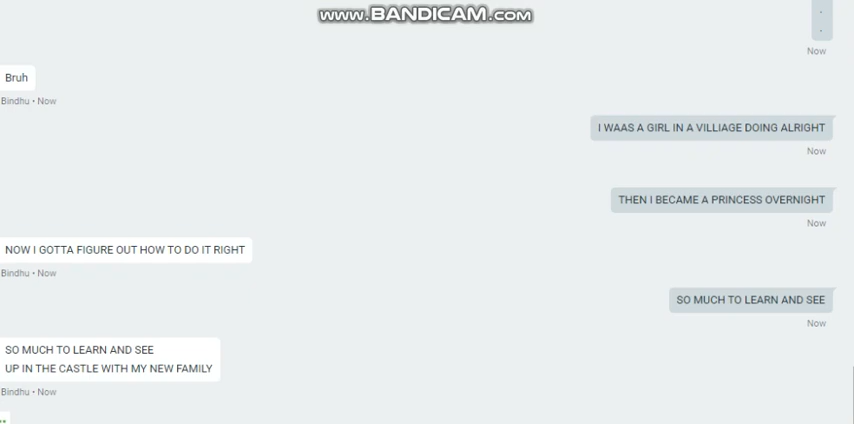 www.BANDICAM.com
.
.
Now
Bruh
Bindhu • Now
I WAAS A GIRL IN A VILLIAGE DOING ALRIGHT
Now
THEN I BECAME A PRINCESS OVERNIGHT
Now
NOW I GOTTA FIGURE OUT HOW TO DO IT RIGHT
Bindhu • Now
SO MUCH TO LEARN AND SEE
Now
SO MUCH TO LEARN AND SEE
UP IN THE CASTLE WITH MY NEW FAMILY
Bindhu • Now